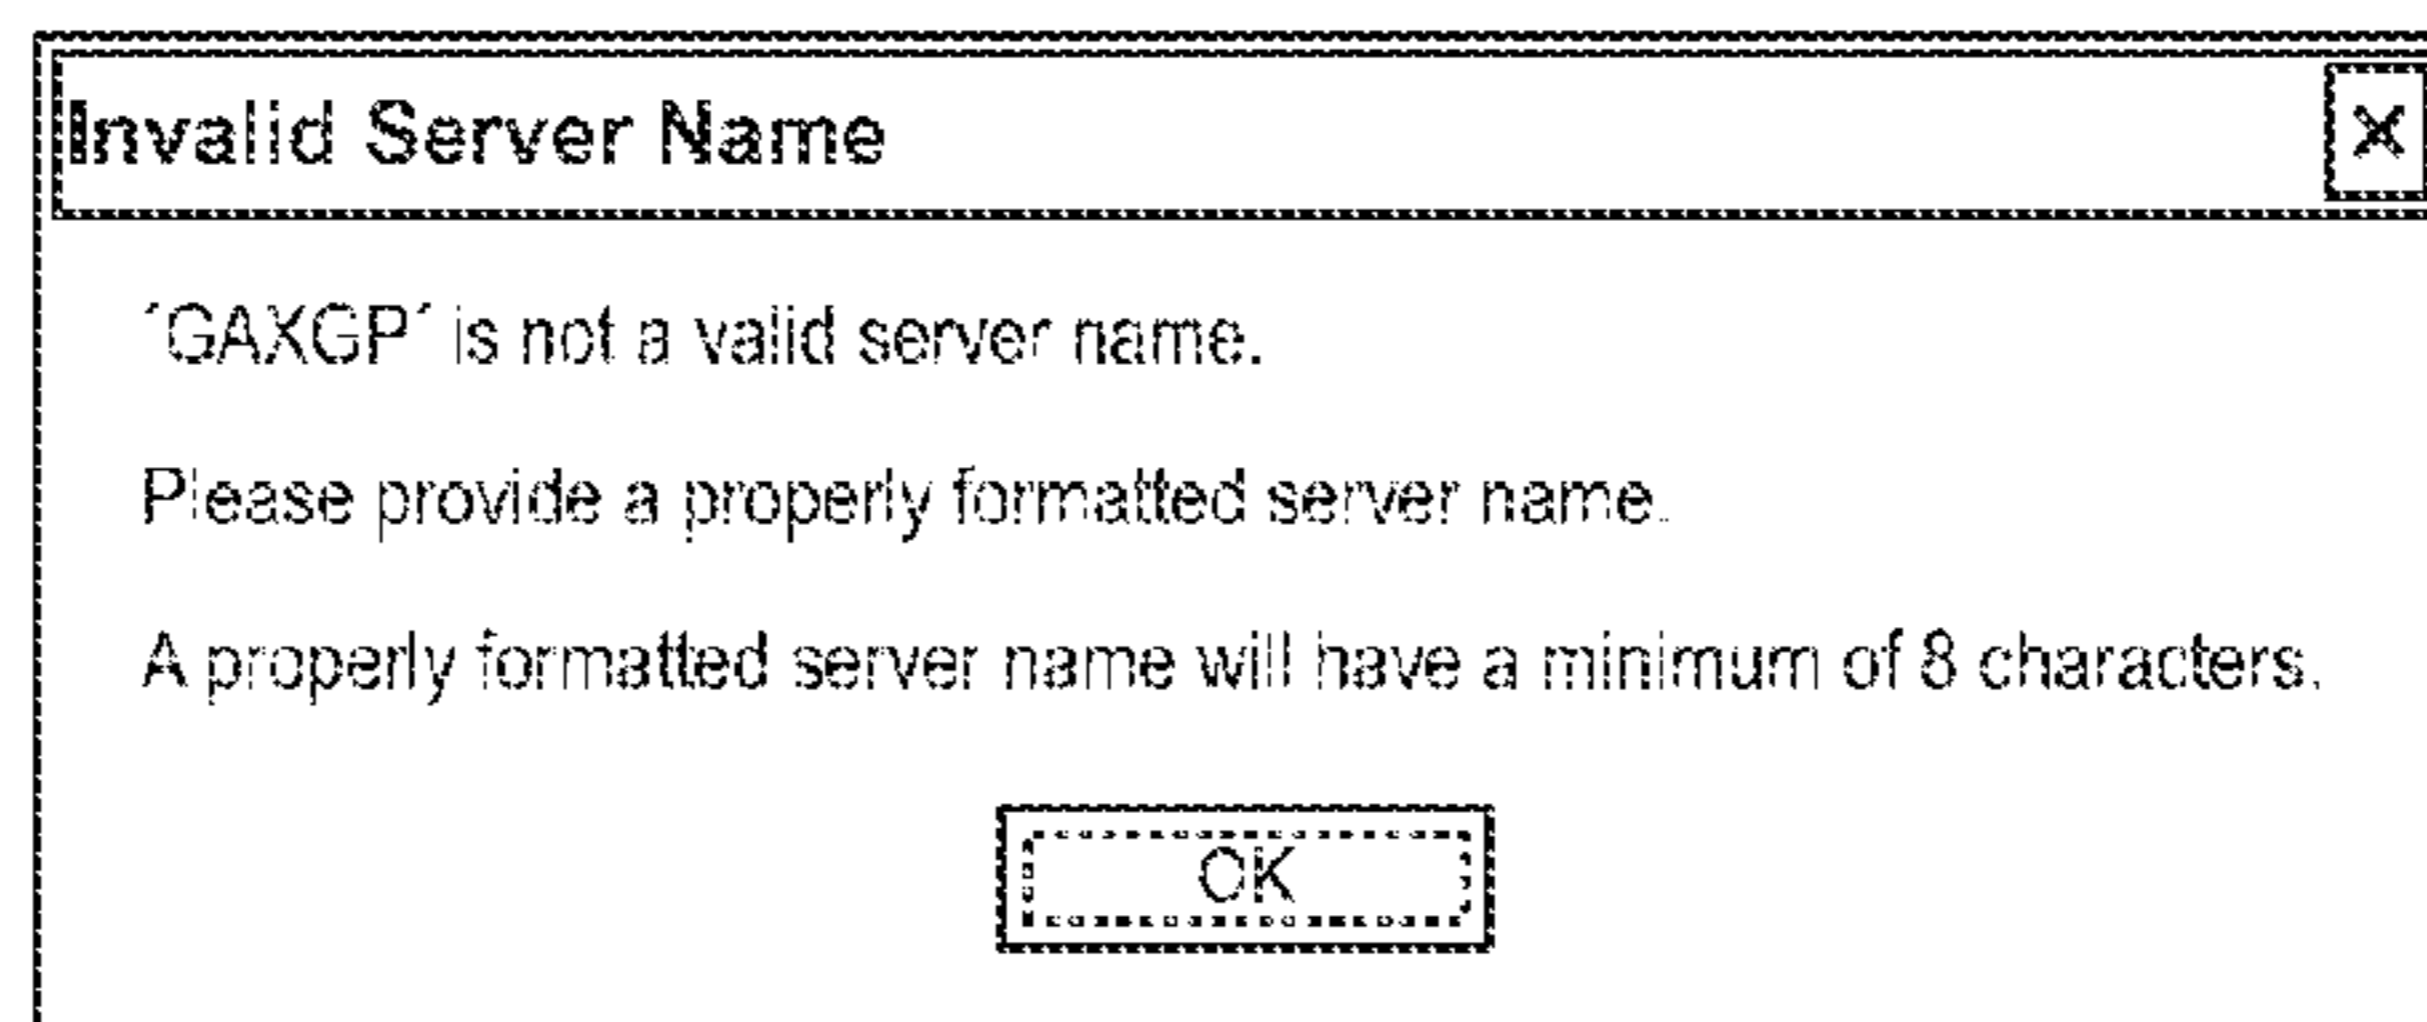 Invalid Server Name
´GAXGP´ is not a valid server name.
Please provide a properly formatted server name.
A properly formatted server name will have a minimum of 8 characters.
OK